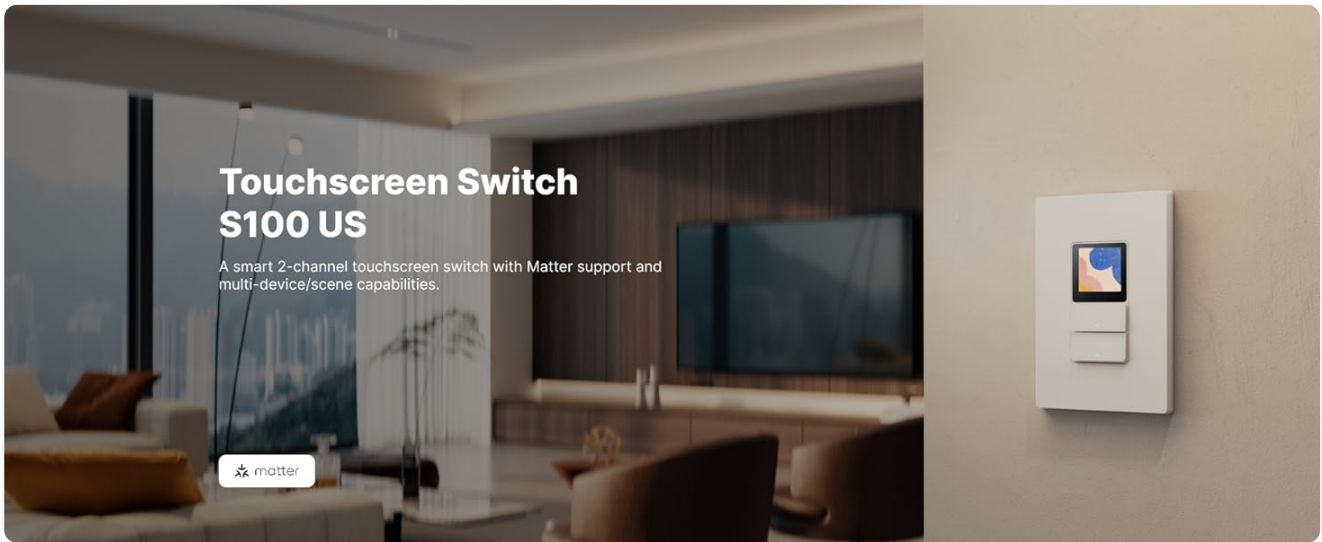 Touchscreen Switch
S100 US
A smart 2-channel touchscreen switch with Matter support and
multi-device/scene capabilities.
matter